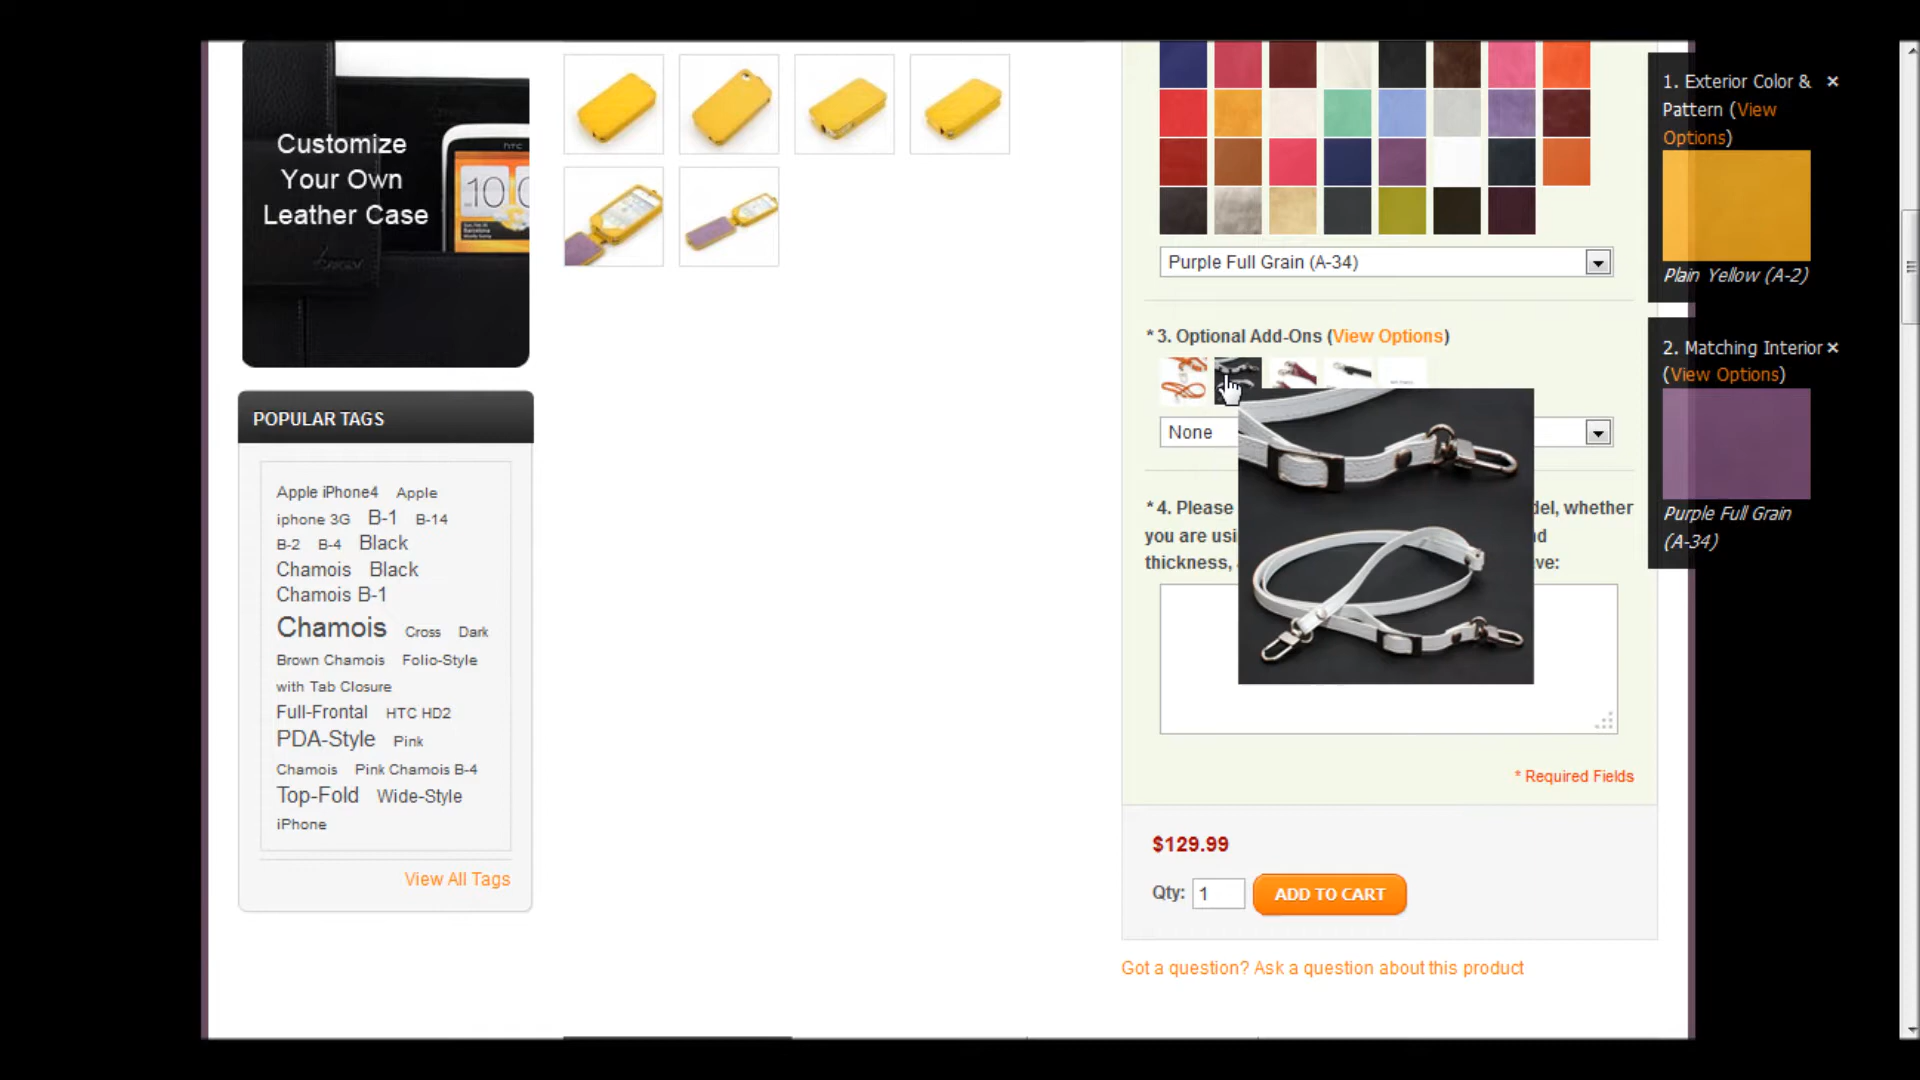 Customize
Your Own
Leather Case
htc
POPULAR TAGS
Apple iPhone4 Apple
iphone 3G B-1 B-14
B-2 B-4 Black
Chamois Black
Chamois B-1
Chamois Cross Dark
Brown Chamois Folio-Style
with Tab Closure
Full-Frontal HTC HD2
PDA-Style Pink
Chamois Pink Chamois B-4
Top-Fold Wide-Style
iPhone
View All Tags
Purple Full Grain (A-34)
* 3. Optional Add-Ons (View Options)
None
* 4. Please del, whether
you are usi nd
thickness, ve:
* Required Fields
$129.99
Qty: 1 ADD TO CART
Got a question? Ask a question about this product
1. Exterior Color & ×
Pattern (View
Options)
Plain Yellow (A-2)
2. Matching Interior ×
(View Options)
Purple Full Grain
(A-34)